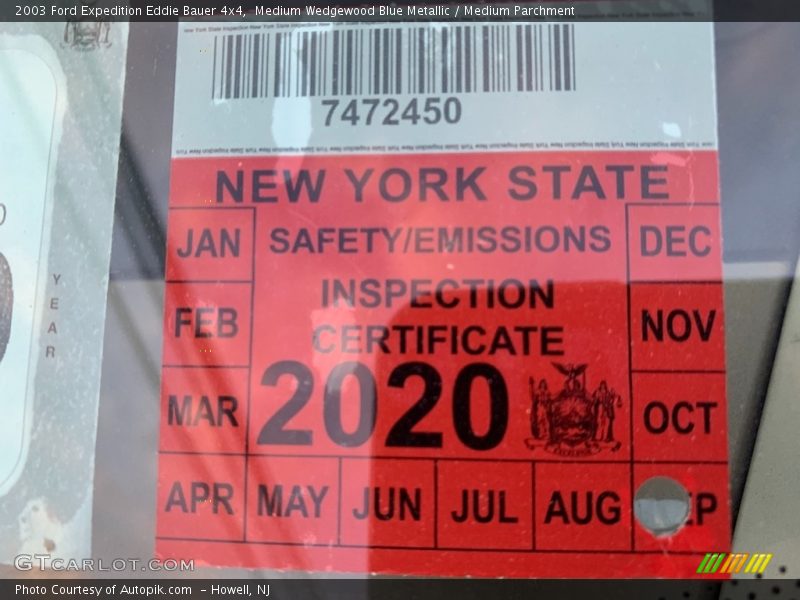 2003 Ford Expedition Eddie Bauer 4x4, Medium Wedgewood Blue Metallic / Medium Parchment
7472450
NEW YORK STATE
JAN SAFETY/EMISSIONS DEC
INSPECTION
FEB NOV
CERTIFICATE
2020
MAR OCT
APR MAY JUN JUL AUG EP
YEAR
GTCARLOT.COM
Photo Courtesy of Autopik.com - Howell, NJ